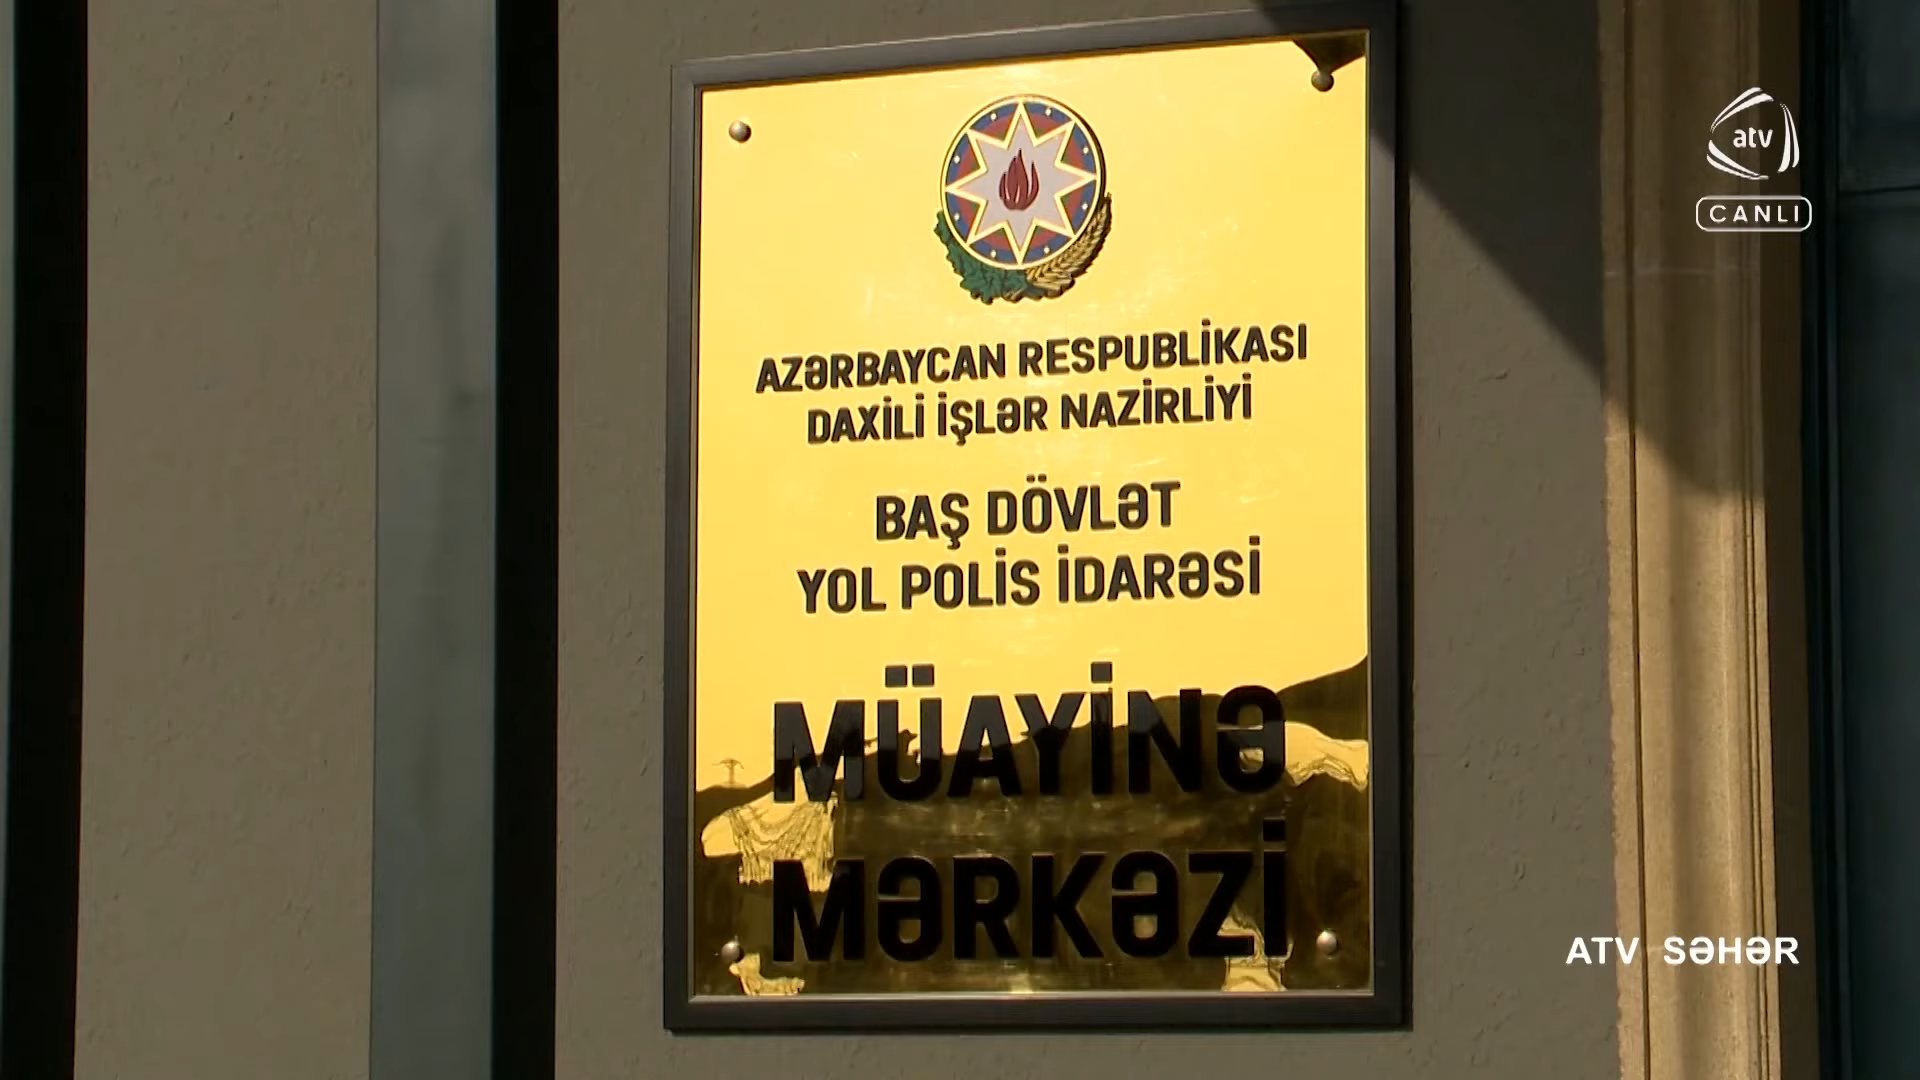 atv
CANLI
AZƏRBAYCAN RESPUBLİKASI
DAXİLİ İŞLƏR NAZİRLİYİ
BAŞ DÖVLƏT
YOL POLİS İDARƏSİ
MÜAYİNƏ
MƏRKƏZİ
ATV SƏHƏR